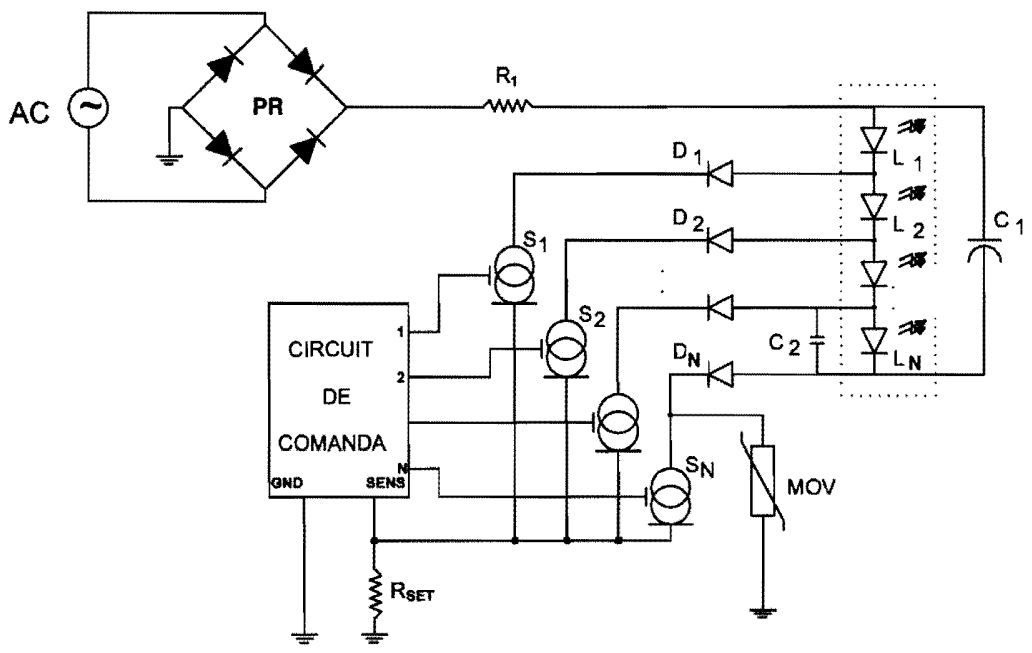 AC
PR
R1
D1
L1
D2
L2
C1
S1
S2
C2
DN
LN
CIRCUIT
DE
COMANDA
1
2
N
GND
SENS
SN
MOV
RSET